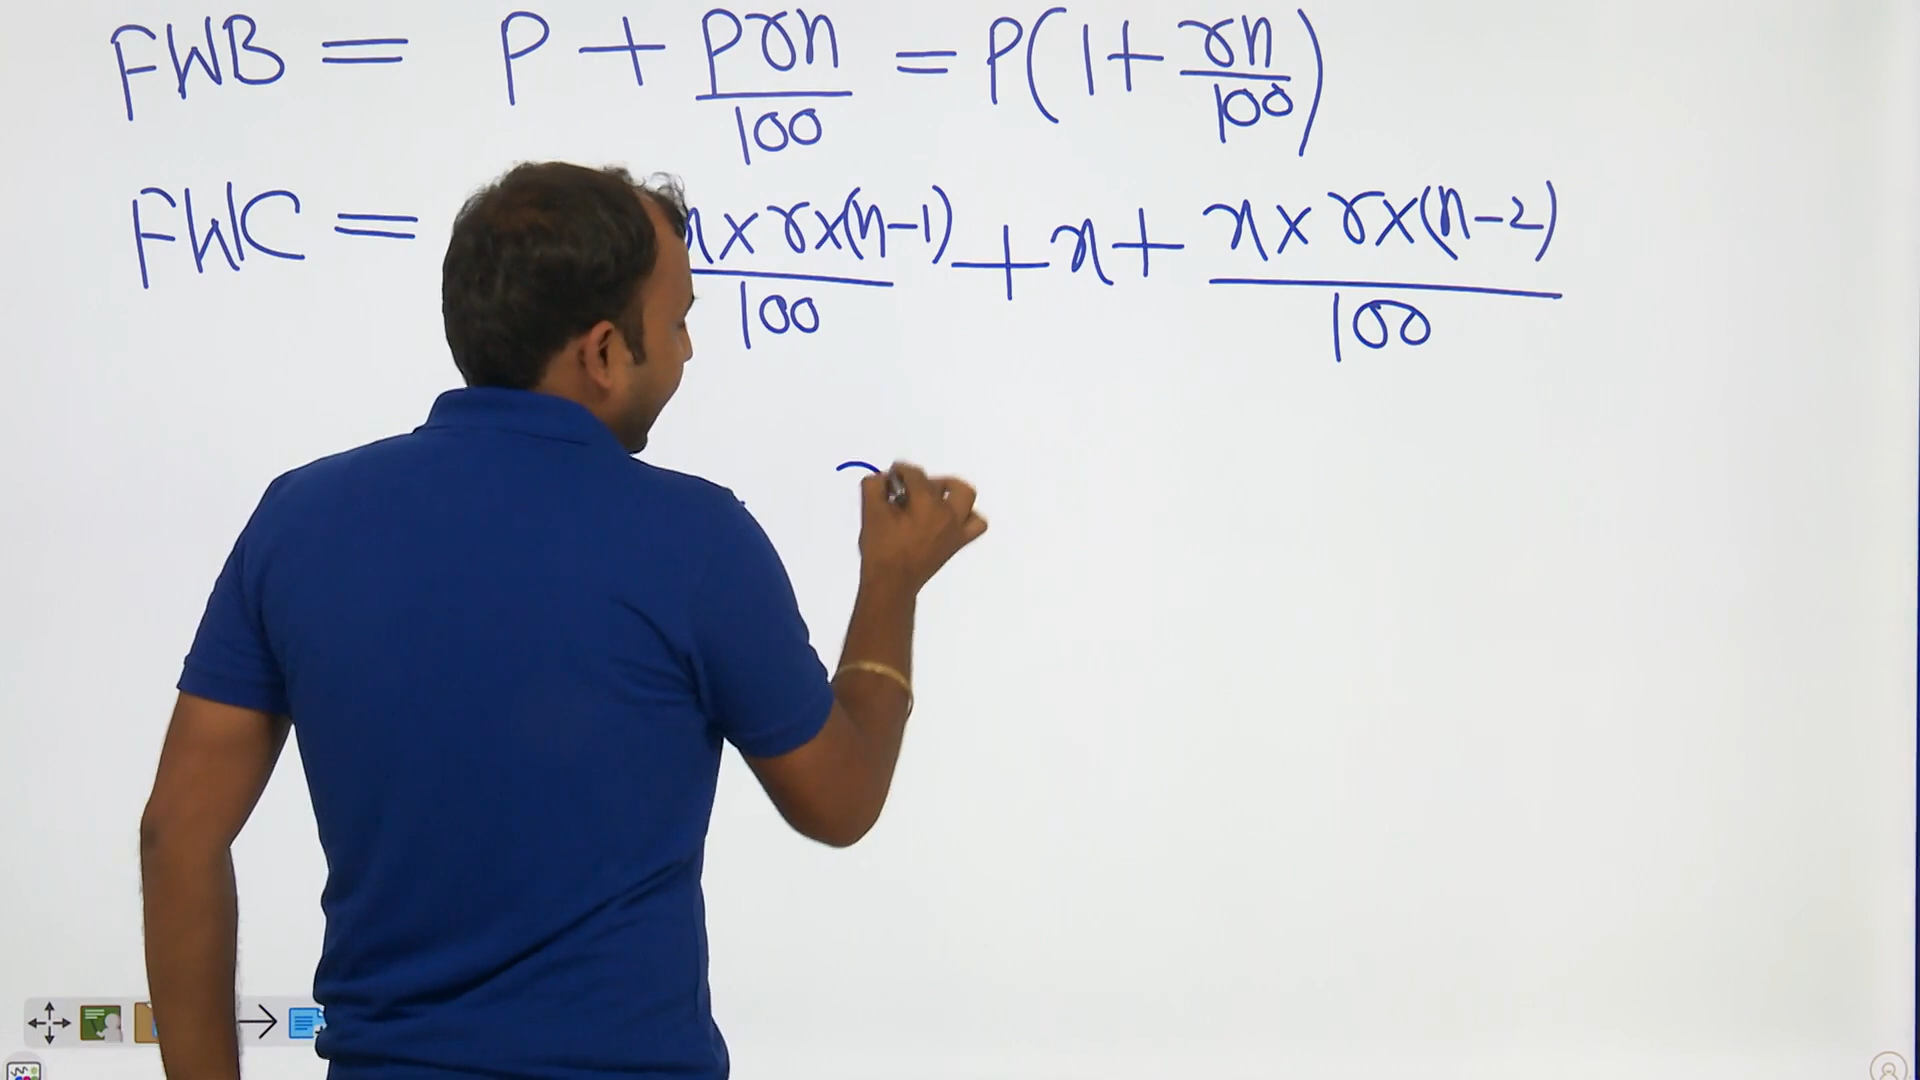 FWB = P + Prn/100 = P(1 + rn/100)
FWC = x × r × (n-1)/100 + x + x × r × (n-2)/100